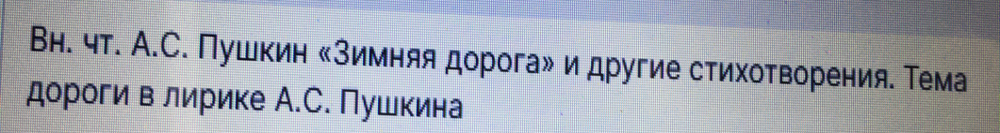 Вн. чт. А.С. Пушкин «Зимняя дорога» и другие стихотворения. Тема
дороги в лирике А.С. Пушкина